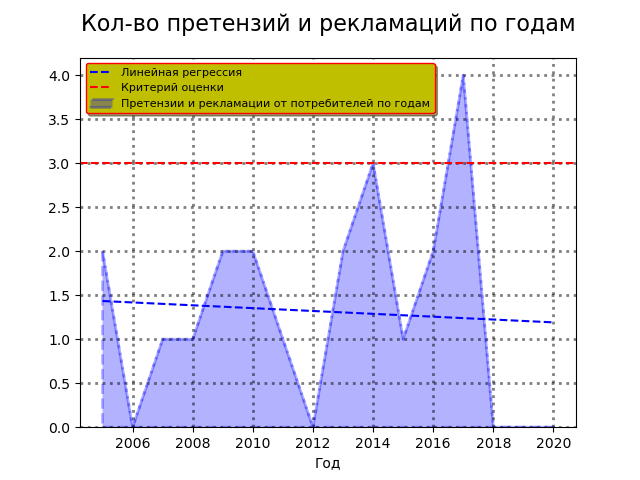 Кол-во претензий и рекламаций по годам
Линейная регрессия
Критерий оценки
Претензии и рекламации от потребителей по годам
4.0
3.5
3.0
2.5
2.0
1.5
1.0
0.5
0.0
2006 2008 2010 2012 2014 2016 2018 2020
Год